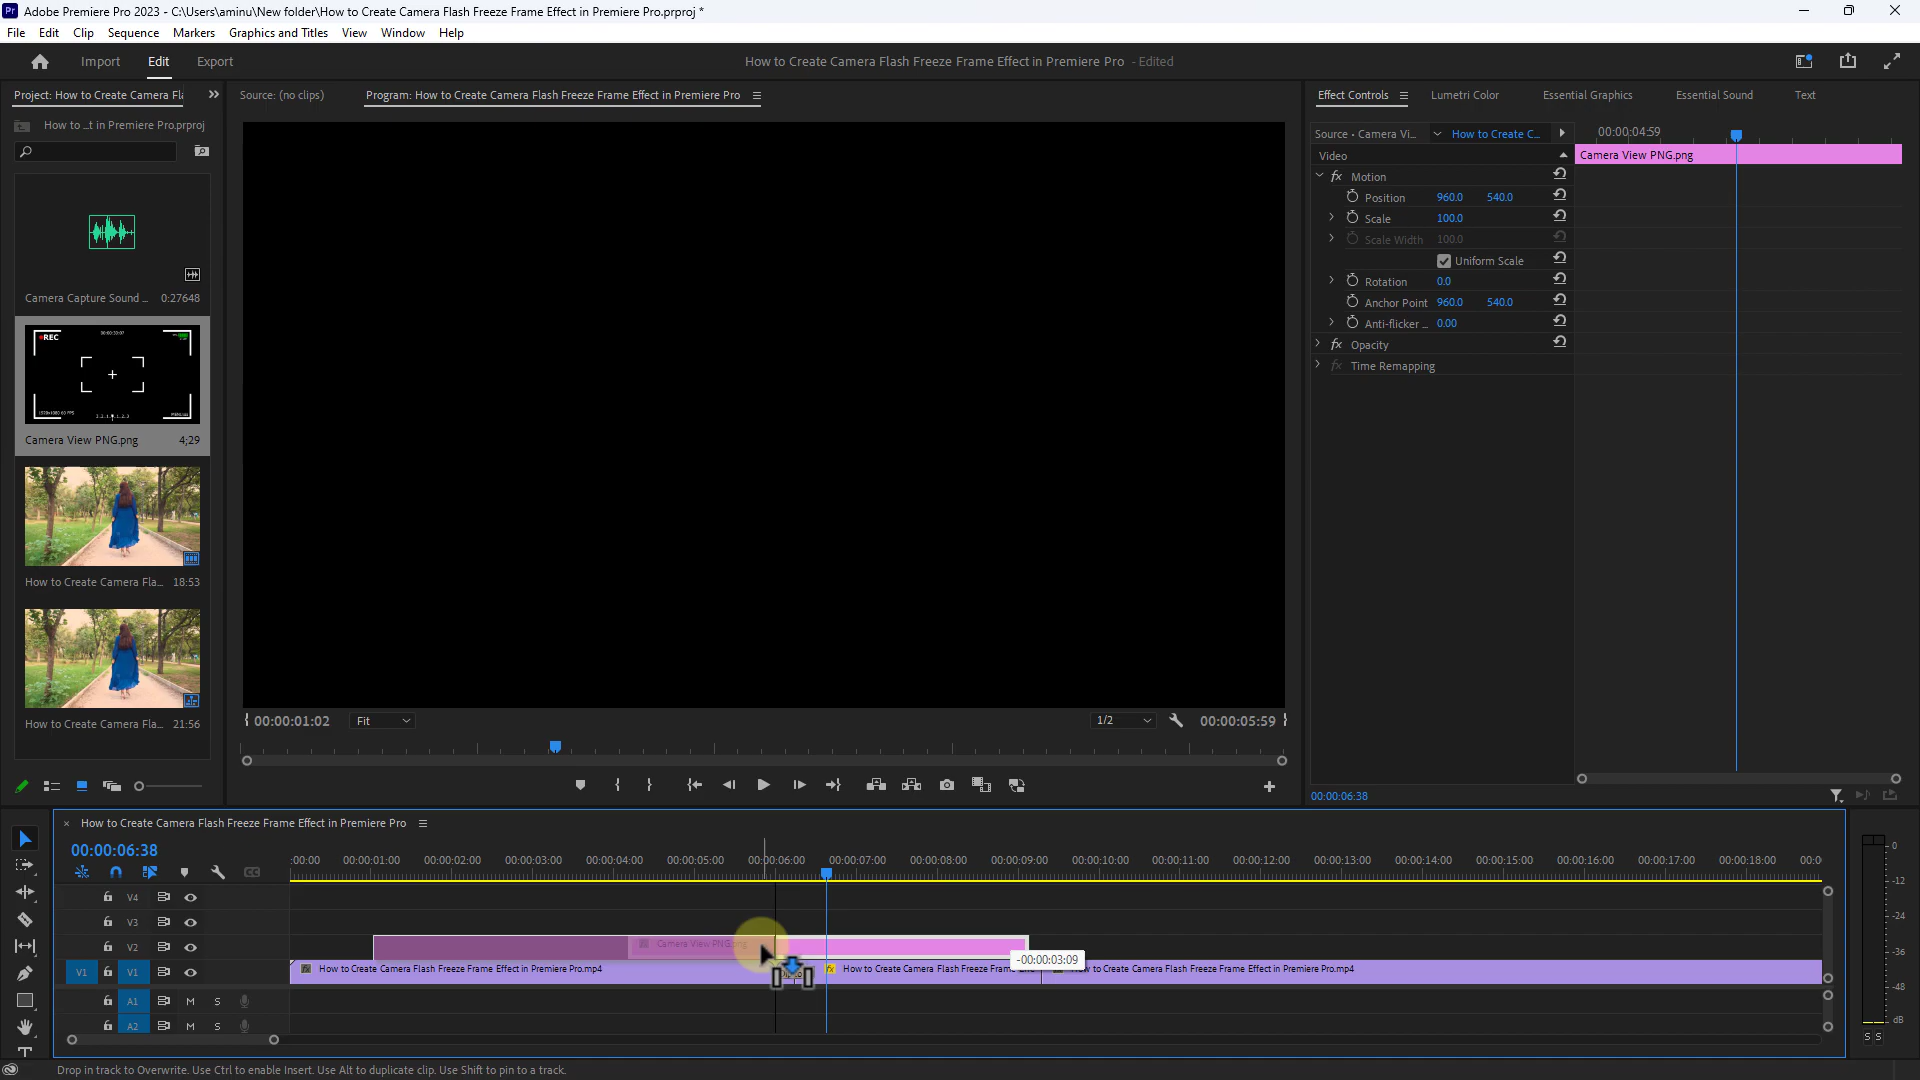 Adobe Premiere Pro 2023 - C:\Users\aminu\New folder\How to Create Camera Flash Freeze Frame Effect in Premiere Pro.prproj *
File Edit Clip Sequence Markers Graphics and Titles View Window Help
Import Edit Export
How to Create Camera Flash Freeze Frame Effect in Premiere Pro - Edited
Project: How to Create Camera Fla
How to ...t in Premiere Pro.prproj
Camera Capture Sound ... 0:27648
REC
Camera View PNG.png 4;29
How to Create Camera Fla... 18:53
How to Create Camera Fla... 21:56
Source: (no clips)
Program: How to Create Camera Flash Freeze Frame Effect in Premiere Pro
00:00:01:02 Fit 1/2 00:00:05:59
Effect Controls Lumetri Color Essential Graphics Essential Sound Text
Source • Camera Vi... How to Create C... 00:00:04:59
Video Camera View PNG.png
fx Motion
Position 960.0 540.0
Scale 100.0
Scale Width 100.0
Uniform Scale
Rotation 0.0
Anchor Point 960.0 540.0
Anti-flicker ... 0.00
fx Opacity
fx Time Remapping
00:00:06:38
How to Create Camera Flash Freeze Frame Effect in Premiere Pro
00:00:06:38
:00:00 00:00:01:00 00:00:02:00 00:00:03:00 00:00:04:00 00:00:05:00 00:00:06:00 00:00:07:00 00:00:08:00 00:00:09:00 00:00:10:00 00:00:11:00 00:00:12:00 00:00:13:00 00:00:14:00 00:00:15:00 00:00:16:00 00:00:17:00 00:00:18:00 00:0
V4
V3
V2 Camera View PNG.png
-00:00:03:09
V1 V1 How to Create Camera Flash Freeze Frame Effect in Premiere Pro.mp4 How to Create Camera Flash Freeze Frame to Create Camera Flash Freeze Frame Effect in Premiere Pro.mp4
A1 M S
A2 M S
0
-12
-24
-36
-48
dB
S S
Drop in track to Overwrite. Use Ctrl to enable Insert. Use Alt to duplicate clip. Use Shift to pin to a track.